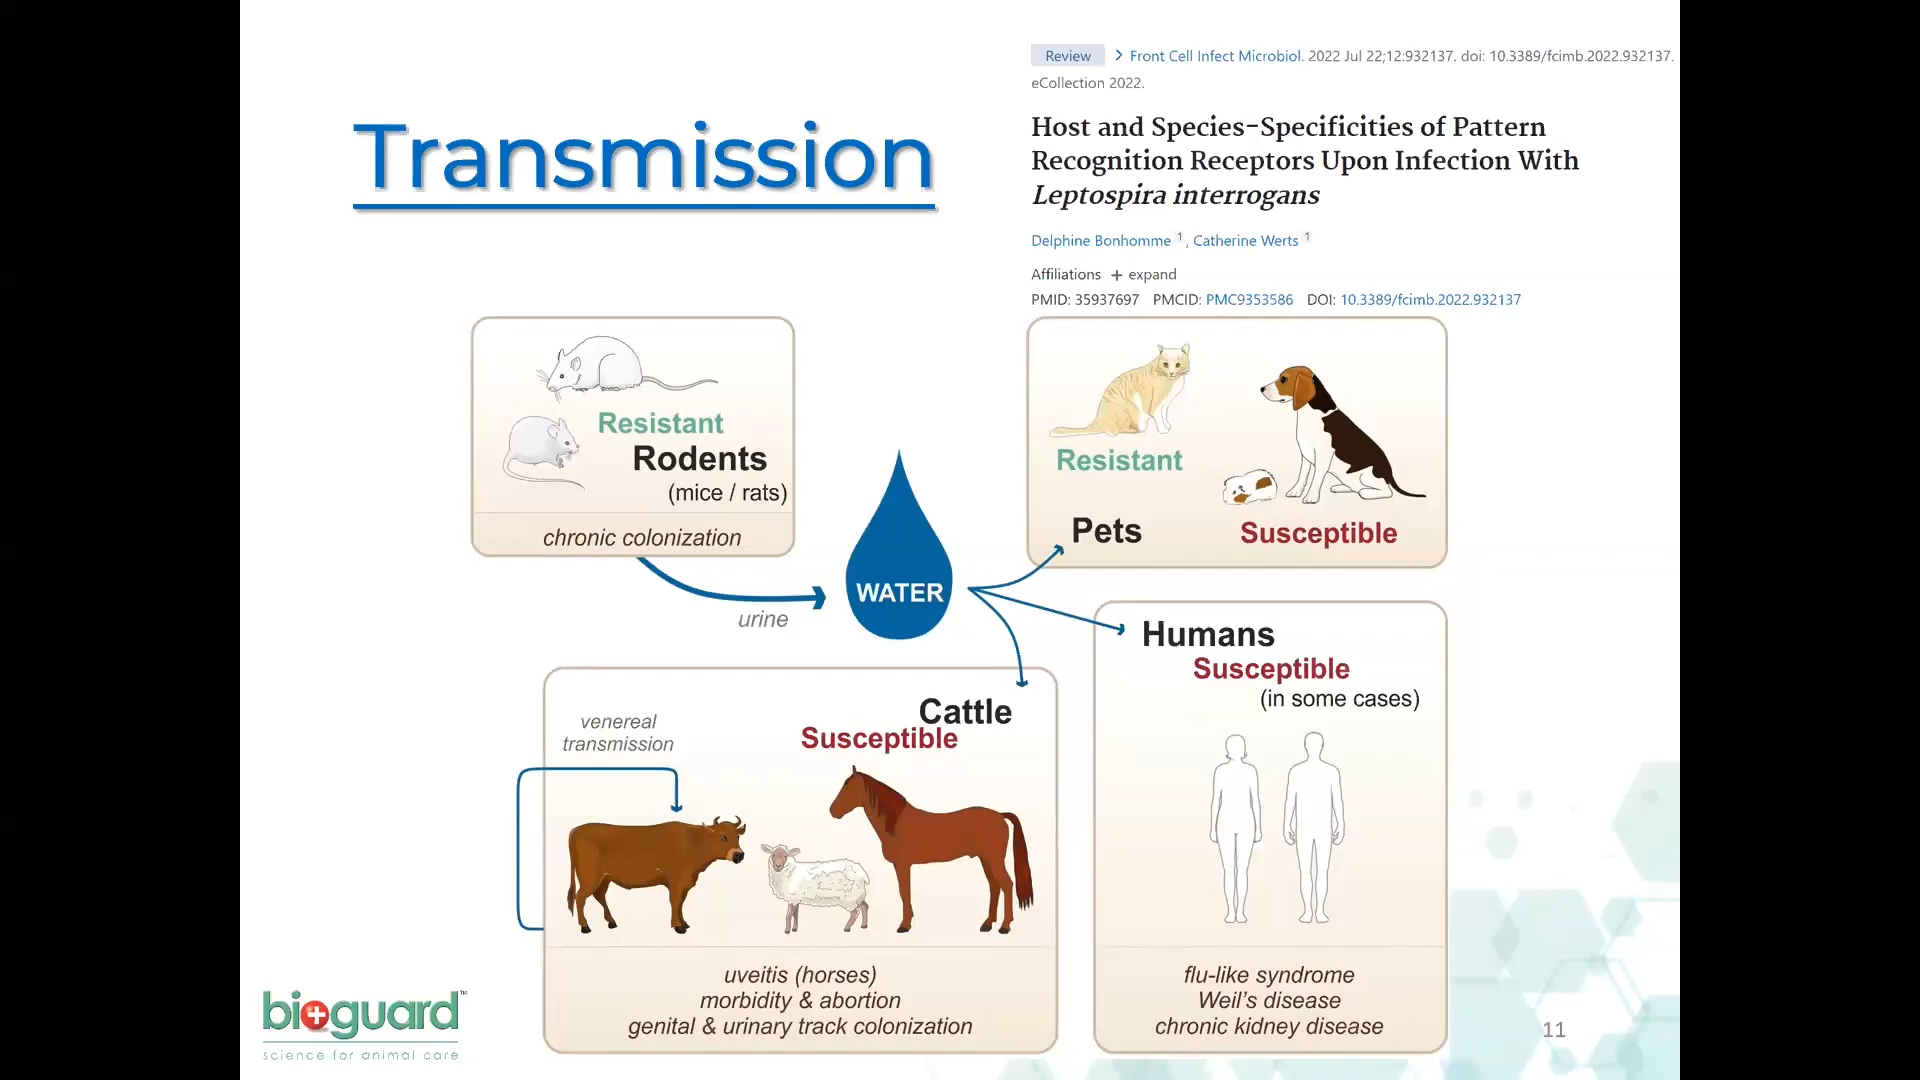 Review > Front Cell Infect Microbiol. 2022 Jul 22;12:932137. doi: 10.3389/fcimb.2022.932137.
eCollection 2022.
Transmission
Host and Species-Specificities of Pattern
Recognition Receptors Upon Infection With
Leptospira interrogans
Delphine Bonhomme 1, Catherine Werts 1
Affiliations + expand
PMID: 35937697 PMCID: PMC9353586 DOI: 10.3389/fcimb.2022.932137
Resistant
Rodents
(mice / rats)
chronic colonization
urine
WATER
Resistant
Pets
Susceptible
Humans
Susceptible
(in some cases)
flu-like syndrome
Weil's disease
chronic kidney disease
Cattle
Susceptible
venereal
transmission
uveitis (horses)
morbidity & abortion
genital & urinary track colonization
bioguard™
science for animal care
11